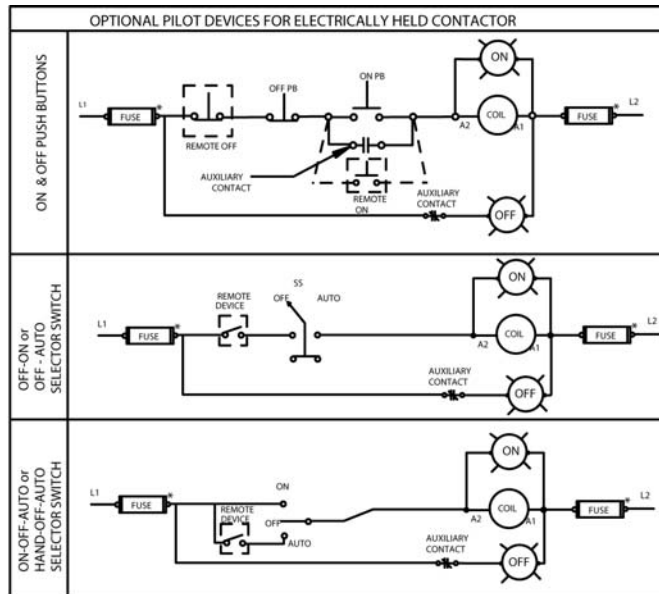 OPTIONAL PILOT DEVICES FOR ELECTRICALLY HELD CONTACTOR
ON & OFF PUSH BUTTONS
L1
FUSE
*
REMOTE OFF
OFF PB
ON PB
AUXILIARY
CONTACT
REMOTE
ON
AUXILIARY
CONTACT
ON
COIL
A2
A1
OFF
FUSE
*
L2
OFF-ON or
OFF - AUTO
SELECTOR SWITCH
L1
FUSE
*
REMOTE
DEVICE
SS
OFF
AUTO
AUXILIARY
CONTACT
ON
COIL
A2
A1
OFF
FUSE
*
L2
ON-OFF-AUTO or
HAND-OFF-AUTO
SELECTOR SWITCH
L1
FUSE
*
REMOTE
DEVICE
ON
OFF
AUTO
AUXILIARY
CONTACT
ON
COIL
A2
A1
OFF
FUSE
*
L2